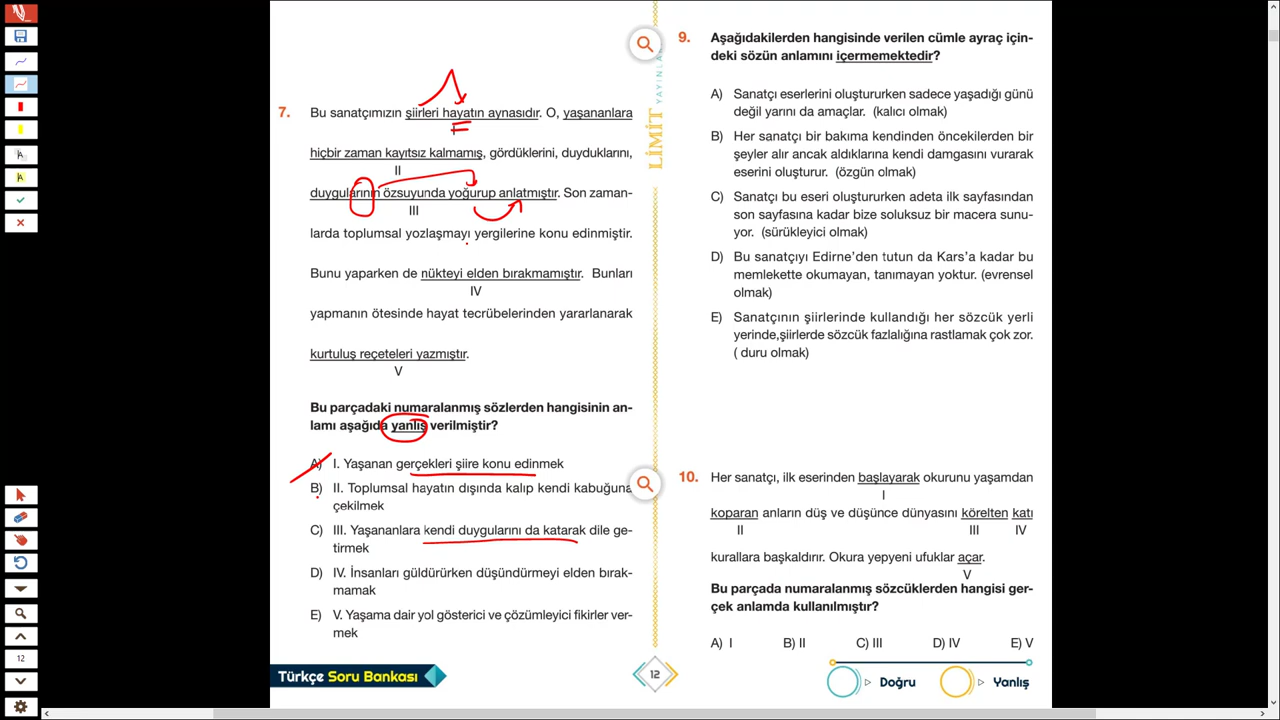 7. Bu sanatçımızın şiirleri hayatın aynasıdır. O, yaşananlara
I
hiçbir zaman kayıtsız kalmamış, gördüklerini, duyduklarını,
II
duygularının özsuyunda yoğurup anlatmıştır. Son zaman-
III
larda toplumsal yozlaşmayı yergilerine konu edinmiştir.
Bunu yaparken de nükteyi elden bırakmamıştır. Bunları
IV
yapmanın ötesinde hayat tecrübelerinden yararlanarak
kurtuluş reçeteleri yazmıştır.
V
Bu parçadaki numaralanmış sözlerden hangisinin an-
lamı aşağıda yanlış verilmiştir?
A) I. Yaşanan gerçekleri şiire konu edinmek
B) II. Toplumsal hayatın dışında kalıp kendi kabuğuna
çekilmek
C) III. Yaşananlara kendi duygularını da katarak dile ge-
tirmek
D) IV. İnsanları güldürürken düşündürmeyi elden bırak-
mamak
E) V. Yaşama dair yol gösterici ve çözümleyici fikirler ver-
mek
Türkçe Soru Bankası
12
LİMİT YAYINLARI
9. Aşağıdakilerden hangisinde verilen cümle ayraç için-
deki sözün anlamını içermemektedir?
A) Sanatçı eserlerini oluştururken sadece yaşadığı günü
değil yarını da amaçlar. (kalıcı olmak)
B) Her sanatçı bir bakıma kendinden öncekilerden bir
şeyler alır ancak aldıklarına kendi damgasını vurarak
eserini oluşturur. (özgün olmak)
C) Sanatçı bu eseri oluştururken adeta ilk sayfasından
son sayfasına kadar bize soluksuz bir macera sunu-
yor. (sürükleyici olmak)
D) Bu sanatçıyı Edirne’den tutun da Kars’a kadar bu
memlekette okumayan, tanımayan yoktur. (evrensel
olmak)
E) Sanatçının şiirlerinde kullandığı her sözcük yerli
yerinde,şiirlerde sözcük fazlalığına rastlamak çok zor.
( duru olmak)
10. Her sanatçı, ilk eserinden başlayarak okurunu yaşamdan
I
koparan anların düş ve düşünce dünyasını körelten katı
II III IV
kurallara başkaldırır. Okura yepyeni ufuklar açar.
V
Bu parçada numaralanmış sözcüklerden hangisi ger-
çek anlamda kullanılmıştır?
A) I B) II C) III D) IV E) V
Doğru Yanlış
12